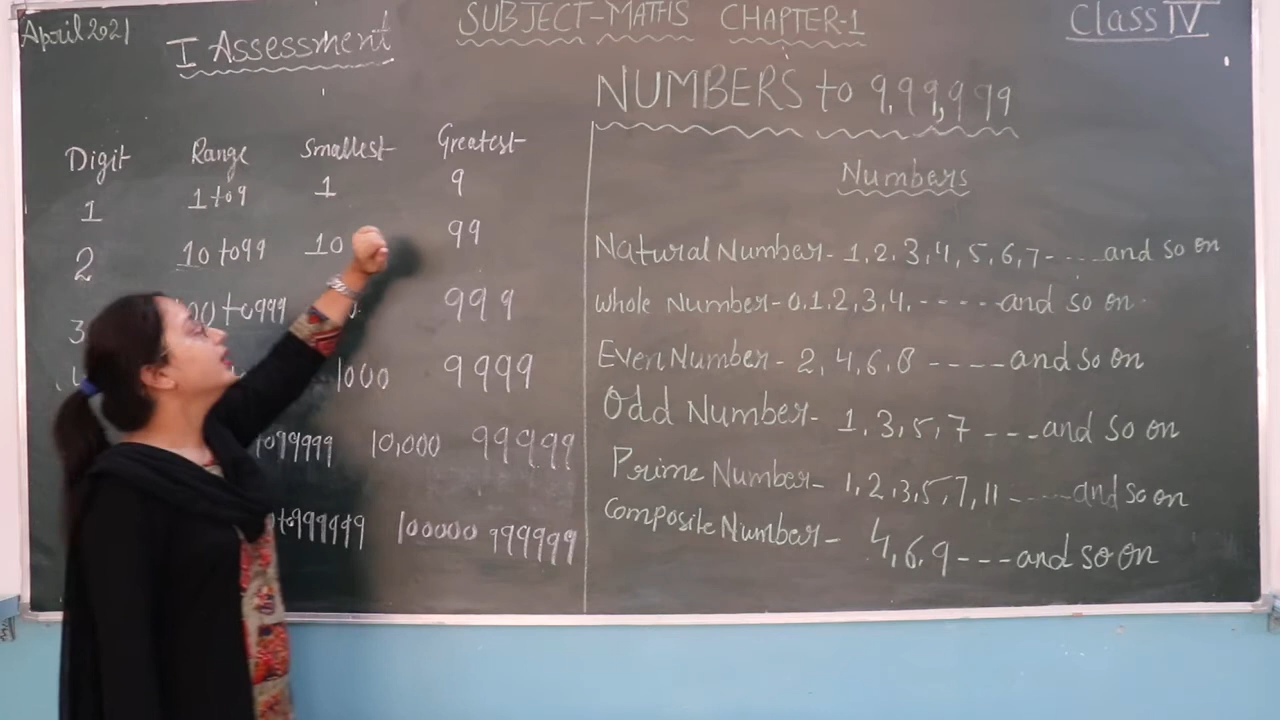 April 2021
I Assessment
SUBJECT-MATHS CHAPTER-1
Class IV
Digit Range Smallest Greatest
1 1 to 9 1 9
2 10 to 99 10 99
3 00 to 999 999
1000 9999
to 99999 10,000 99999
to 999999 100000 999999
NUMBERS to 9,99,999
Numbers
Natural Number- 1,2,3,4,5,6,7-....and so on
Whole Number-0,1,2,3,4,-----and so on
Even Number- 2,4,6,8 ----and so on
Odd Number- 1,3,5,7 ---and so on
Prime Number- 1,2,3,5,7,11 -----and so on
Composite Number- 4,6,9---and so on